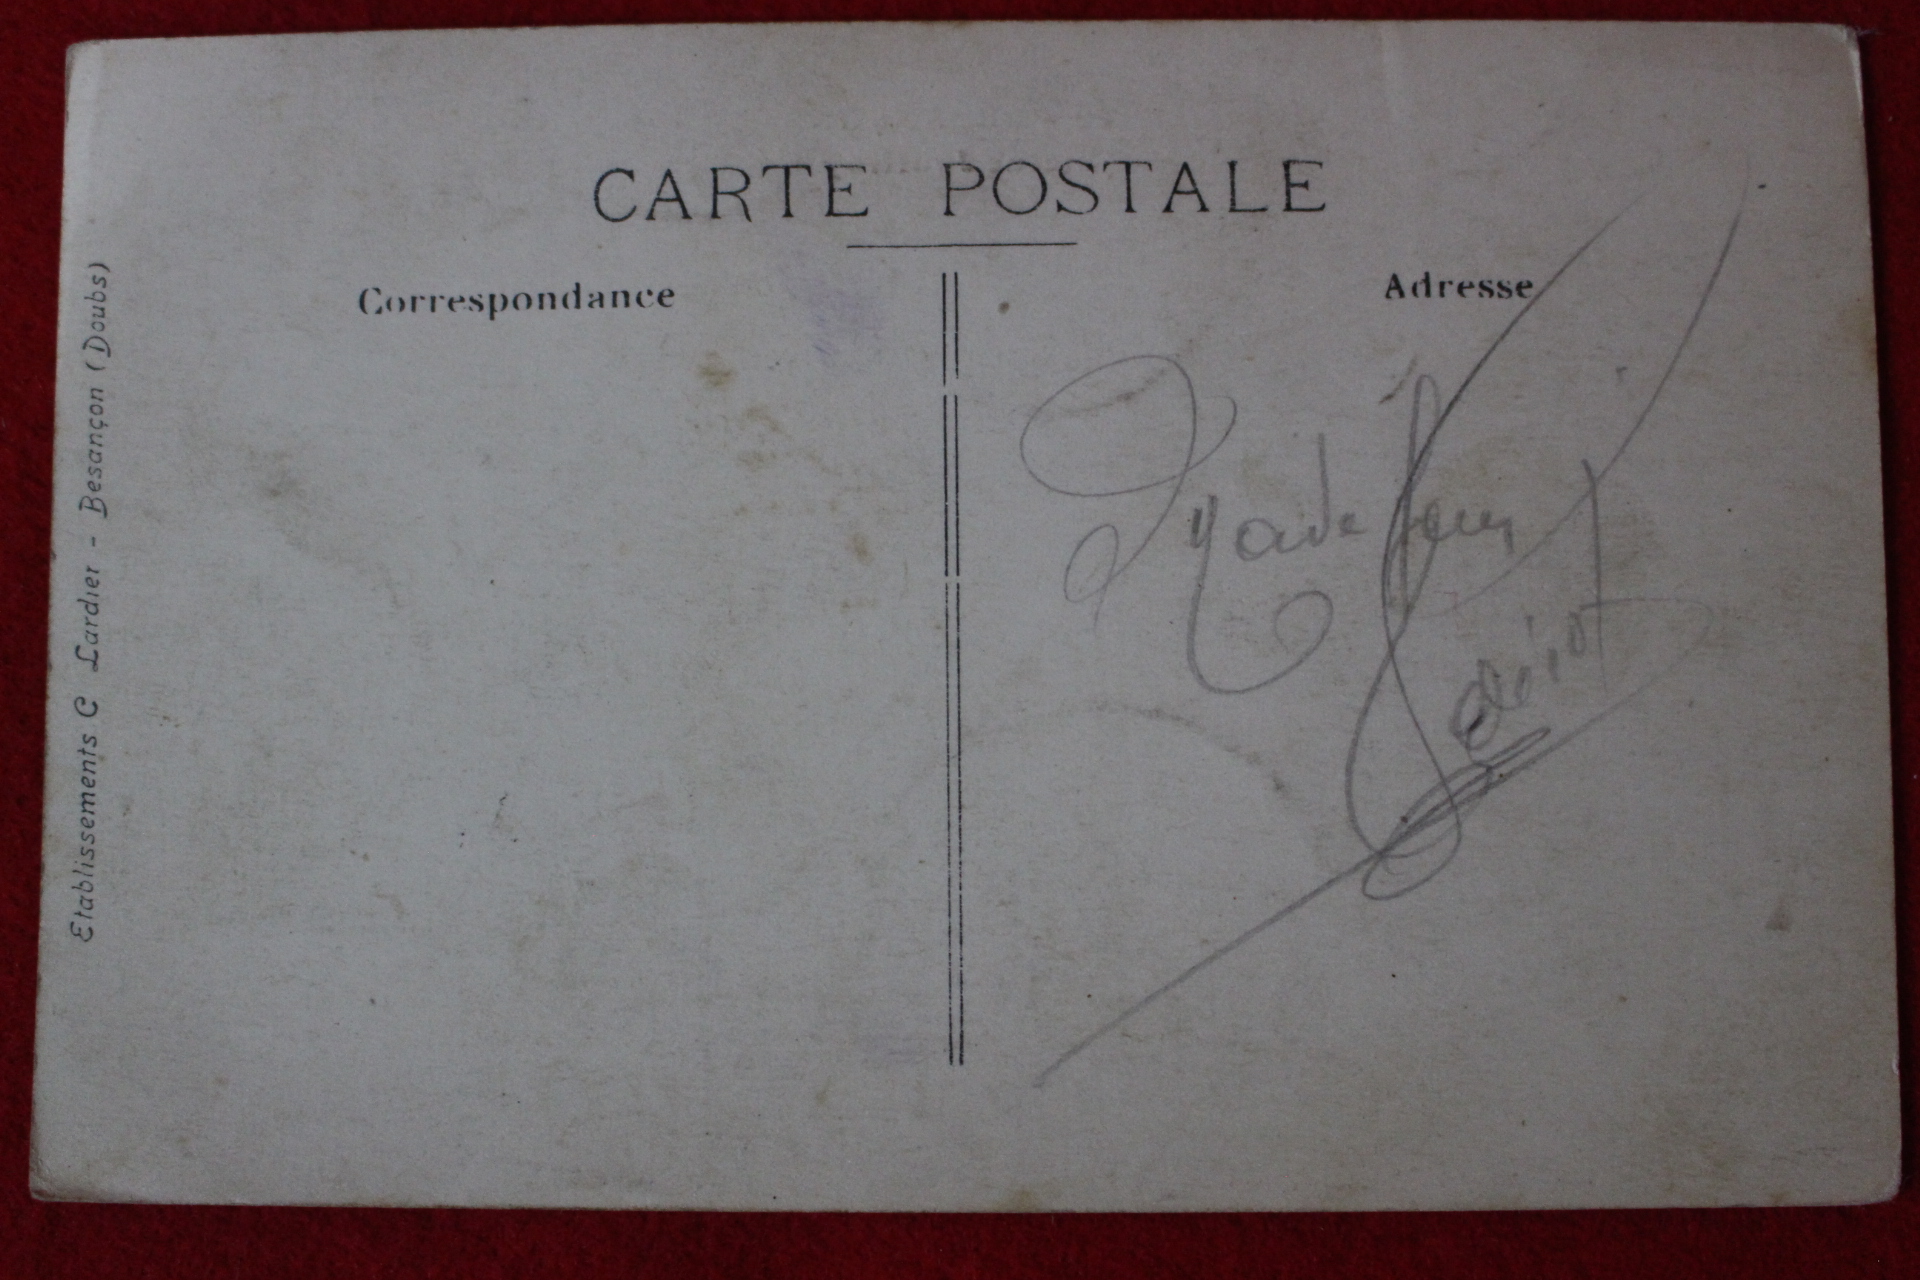 CARTE POSTALE
Correspondance
Adresse
Etablissements C Lardier - Besançon (Doubs)